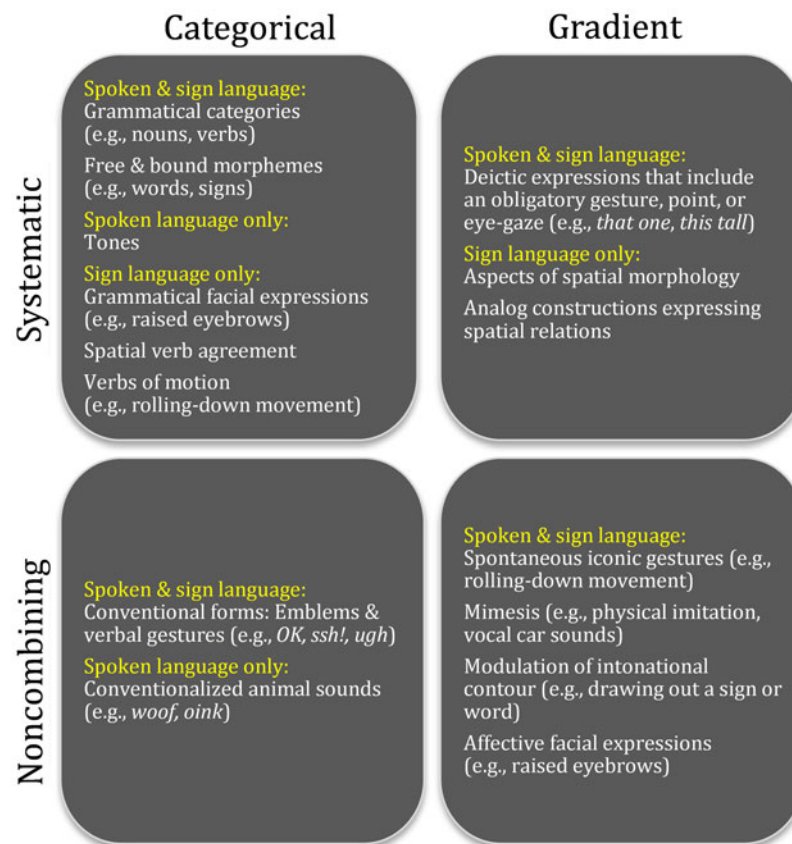 Categorical
Gradient
Systematic
Spoken & sign language:
Grammatical categories
(e.g., nouns, verbs)
Free & bound morphemes
(e.g., words, signs)
Spoken language only:
Tones
Sign language only:
Grammatical facial expressions
(e.g., raised eyebrows)
Spatial verb agreement
Verbs of motion
(e.g., rolling-down movement)
Spoken & sign language:
Deictic expressions that include
an obligatory gesture, point, or
eye-gaze (e.g., that one, this tall)
Sign language only:
Aspects of spatial morphology
Analog constructions expressing
spatial relations
Noncombining
Spoken & sign language:
Conventional forms: Emblems &
verbal gestures (e.g., OK, ssh!, ugh)
Spoken language only:
Conventionalized animal sounds
(e.g., woof, oink)
Spoken & sign language:
Spontaneous iconic gestures (e.g.,
rolling-down movement)
Mimesis (e.g., physical imitation,
vocal car sounds)
Modulation of intonational
contour (e.g., drawing out a sign or
word)
Affective facial expressions
(e.g., raised eyebrows)